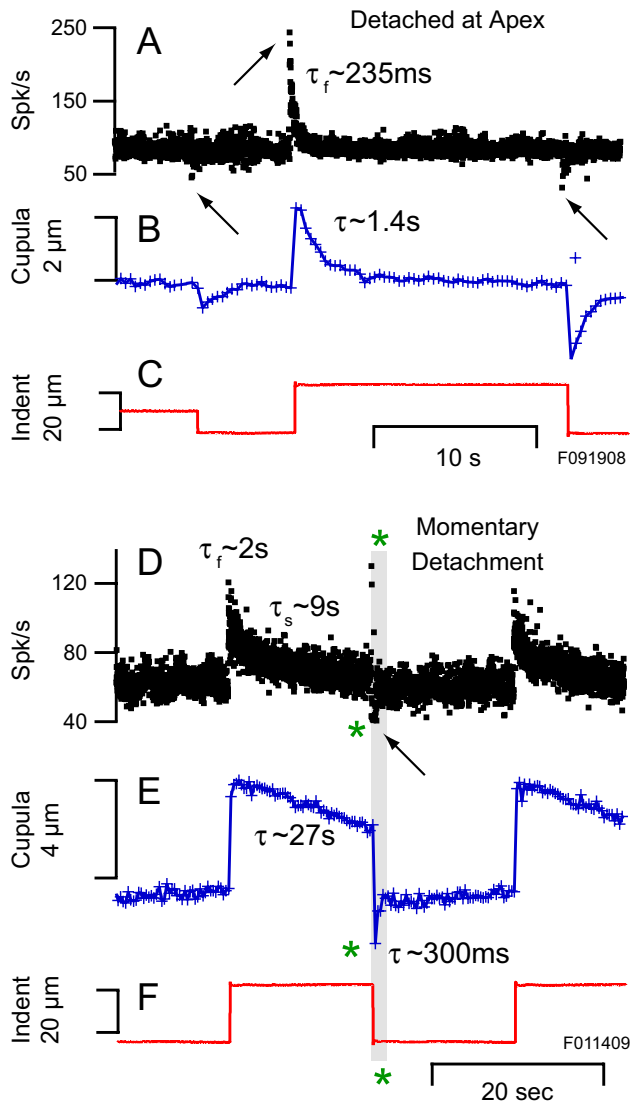 A
Detached at Apex
250
150
50
Spk/s
τf~235ms
B
Cupula
2 μm
τ~1.4s
C
Indent
20 μm
10 s
F091908
D
Momentary
Detachment
120
80
40
Spk/s
τf~2s
τs~9s
*
*
E
Cupula
4 μm
τ~27s
*
τ~300ms
F
Indent
20 μm
*
F011409
20 sec